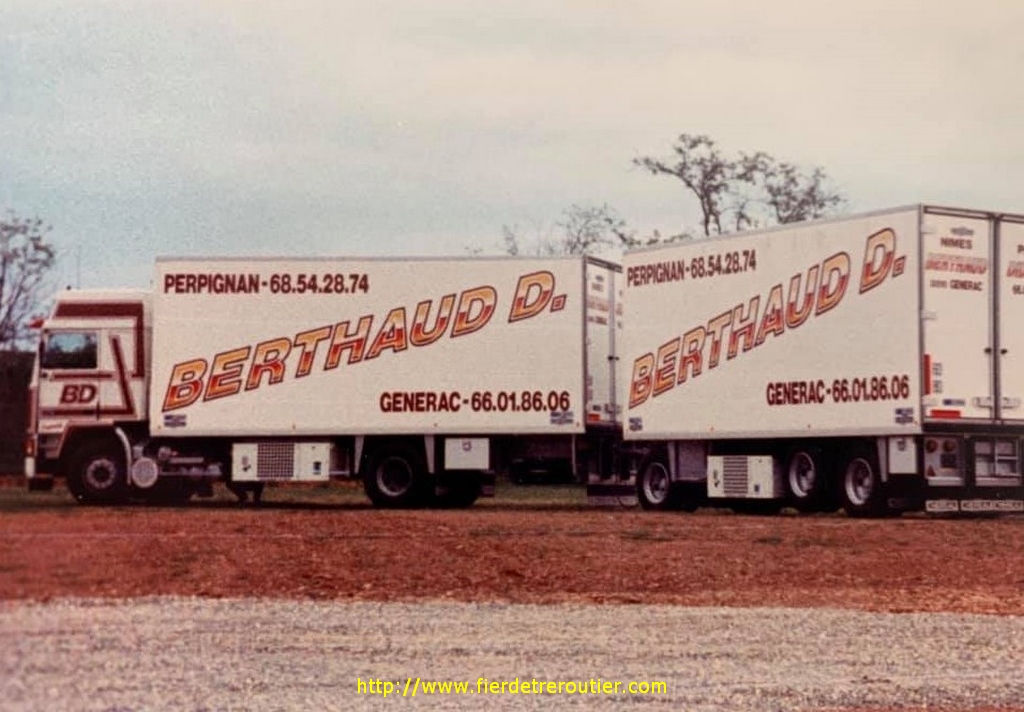 PERPIGNAN-68.54.28.74
BERTHAUD D.
GENERAC-66.01.86.06
BD
PERPIGNAN-68.54.28.74
BERTHAUD D.
GENERAC-66.01.86.06
NIMES
BERTHAUD
GENERAC
http://www.fierdetreroutier.com